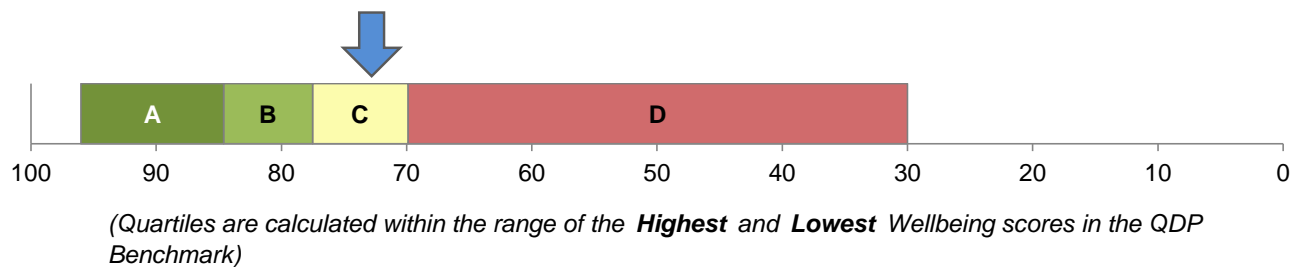 A B C D
100 90 80 70 60 50 40 30 20 10 0
(Quartiles are calculated within the range of the Highest and Lowest Wellbeing scores in the QDP
Benchmark)